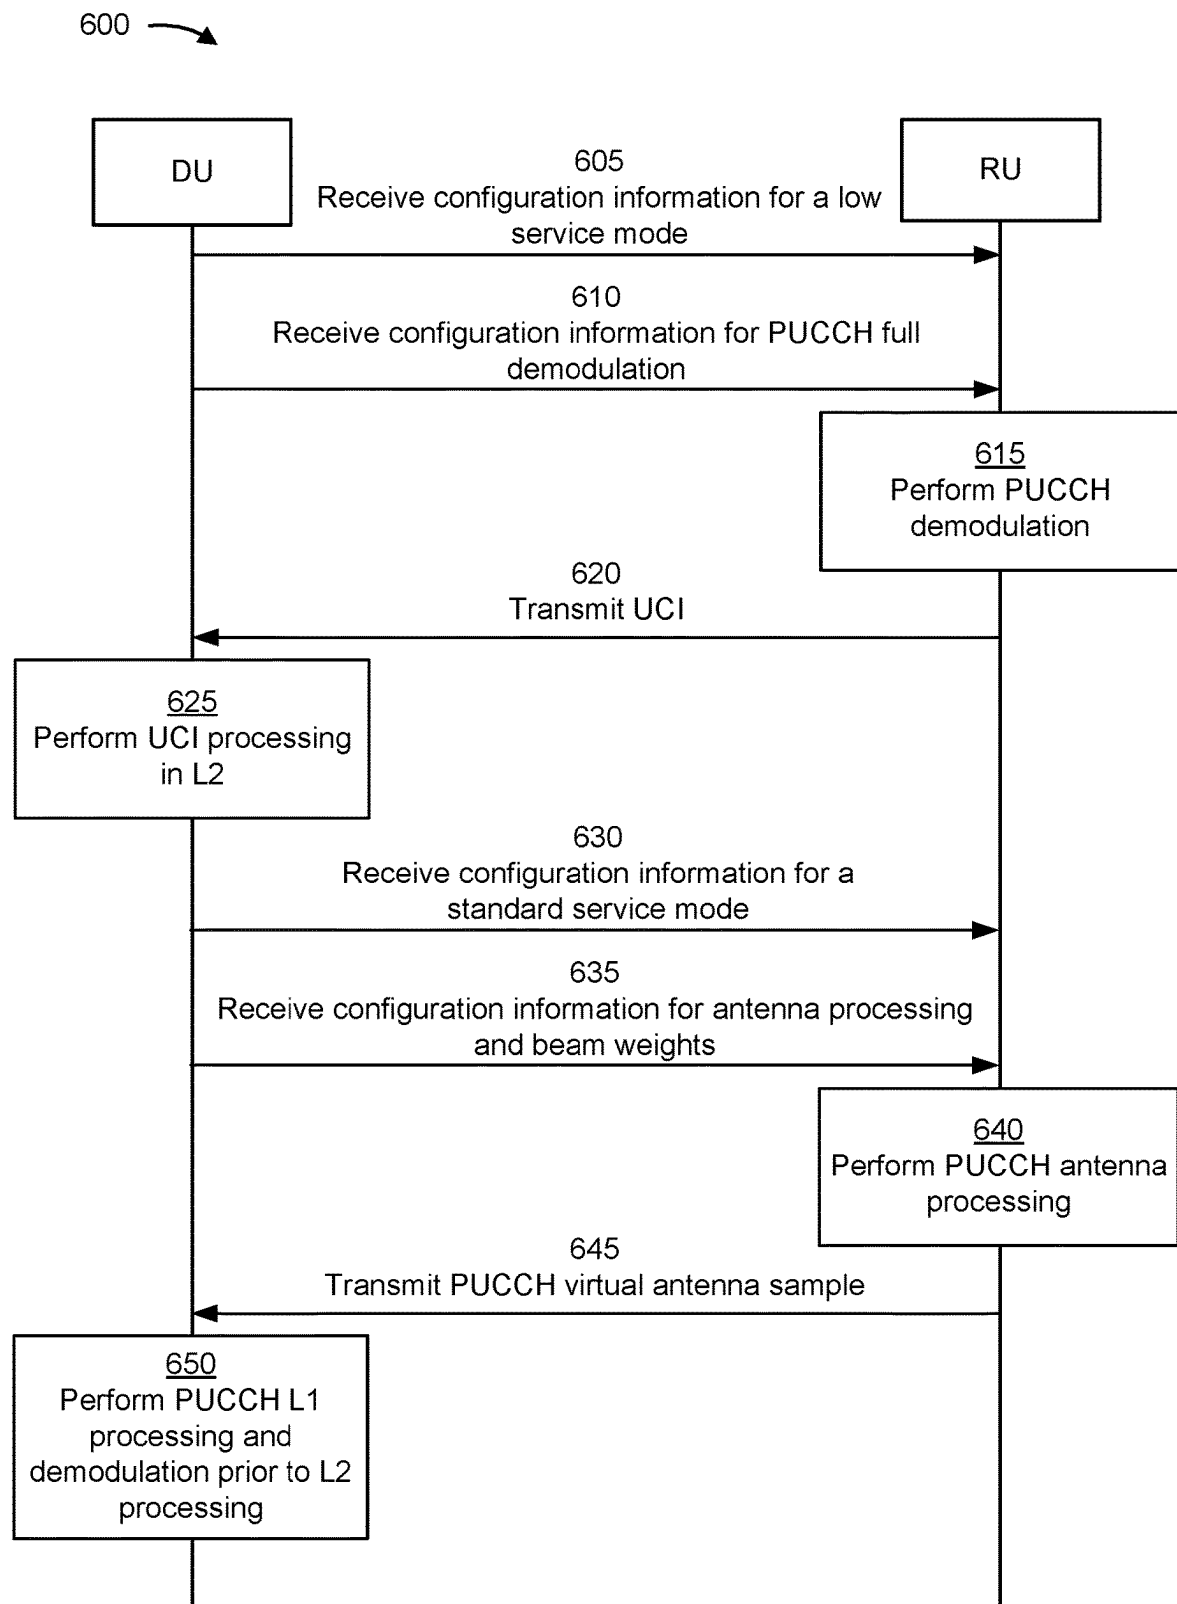 600
DU
RU
605
Receive configuration information for a low
service mode
610
Receive configuration information for PUCCH full
demodulation
615
Perform PUCCH
demodulation
620
Transmit UCI
625
Perform UCI processing
in L2
630
Receive configuration information for a
standard service mode
635
Receive configuration information for antenna processing
and beam weights
640
Perform PUCCH antenna
processing
645
Transmit PUCCH virtual antenna sample
650
Perform PUCCH L1
processing and
demodulation prior to L2
processing